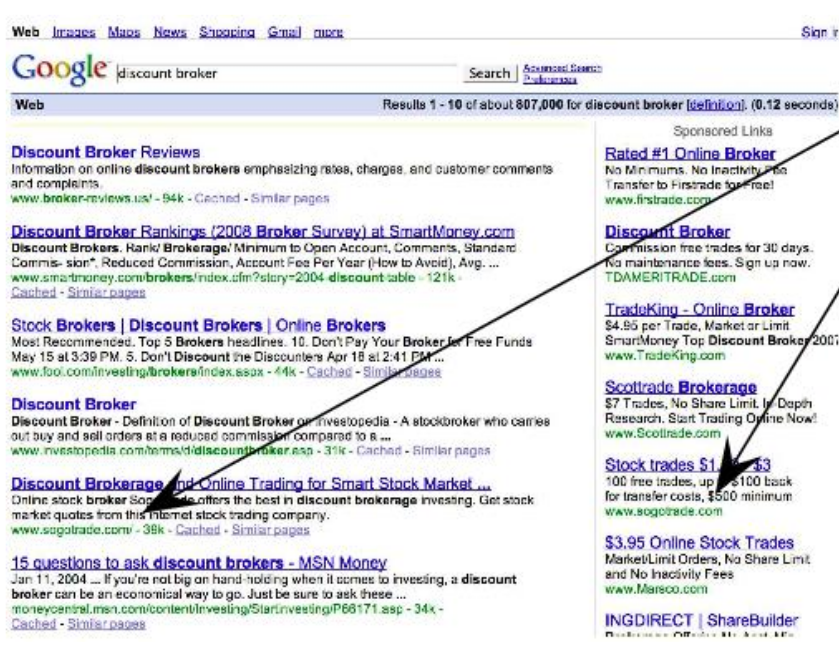 Web Images Maps News Shopping Gmail more Sign in
Google discount broker Search Advanced Search
Preferences
Web Results 1 - 10 of about 807,000 for discount broker [definition]. (0.12 seconds)
Discount Broker Reviews
Information on online discount brokers emphasizing rates, charges, and customer comments
and complaints.
www.broker-reviews.us/ - 94k - Cached - Similar pages
Discount Broker Rankings (2008 Broker Survey) at SmartMoney.com
Discount Brokers. Rank/ Brokerage/ Minimum to Open Account, Comments, Standard
Commis- sion*, Reduced Commission, Account Fee Per Year (How to Avoid), Avg. ...
www.smartmoney.com/brokers/index.cfm?story=2004-discount-table - 121k -
Cached - Similar pages
Stock Brokers | Discount Brokers | Online Brokers
Most Recommended. Top 5 Brokers headlines. 10. Don't Pay Your Broker for Free Funds
May 15 at 3:39 PM. 5. Don't Discount the Discounters Apr 18 at 2:41 PM ...
www.fool.com/investing/brokers/index.aspx - 44k - Cached - Similar pages
Discount Broker
Discount Broker - Definition of Discount Broker on Investopedia - A stockbroker who carries
out buy and sell orders at a reduced commission compared to a ...
www.investopedia.com/terms/d/discountbroker.asp - 31k - Cached - Similar pages
Discount Brokerage and Online Trading for Smart Stock Market ...
Online stock broker offers the best in discount brokerage investing. Get stock
market quotes from this internet stock trading company.
www.sogotrade.com/ - 39k - Cached - Similar pages
15 questions to ask discount brokers - MSN Money
Jan 11, 2004 ... If you're not big on hand-holding when it comes to investing, a discount
broker can be an economical way to go. Just be sure to ask these ...
moneycentral.msn.com/content/Investing/Startinvesting/P66171.asp - 34k -
Cached - Similar pages
Sponsored Links
Rated #1 Online Broker
No Minimums. No Inactivity Fee
Transfer to Firstrade for Free!
www.firstrade.com
Discount Broker
Commission free trades for 30 days.
No maintenance fees. Sign up now.
TDAMERITRADE.com
TradeKing - Online Broker
$4.95 per Trade, Market or Limit
SmartMoney Top Discount Broker 2007
www.TradeKing.com
Scottrade Brokerage
$7 Trades, No Share Limit. In-Depth
Research. Start Trading Online Now!
www.Scottrade.com
Stock trades $3
100 free trades, up $100 back
for transfer costs, $500 minimum
www.sogotrade.com
$3.95 Online Stock Trades
Market/Limit Orders, No Share Limit
and No Inactivity Fees
www.Marsco.com
INGDIRECT | ShareBuilder